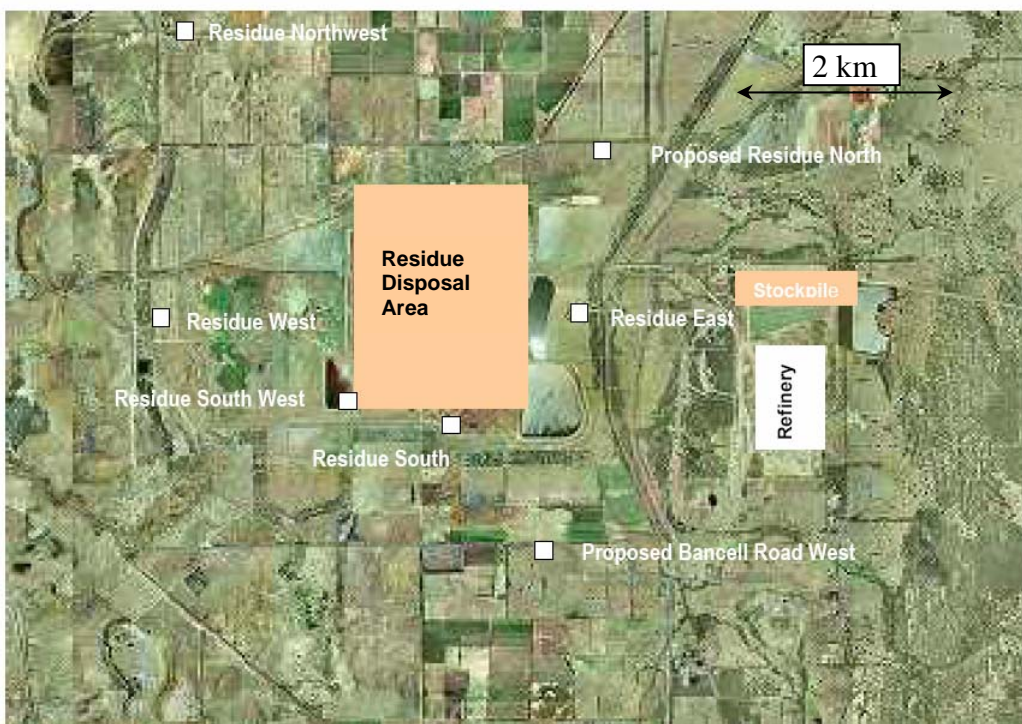 Residue Northwest
2 km
Proposed Residue North
Residue
Disposal
Area
Stockpile
Residue West
Residue East
Residue South West
Refinery
Residue South
Proposed Bancell Road West